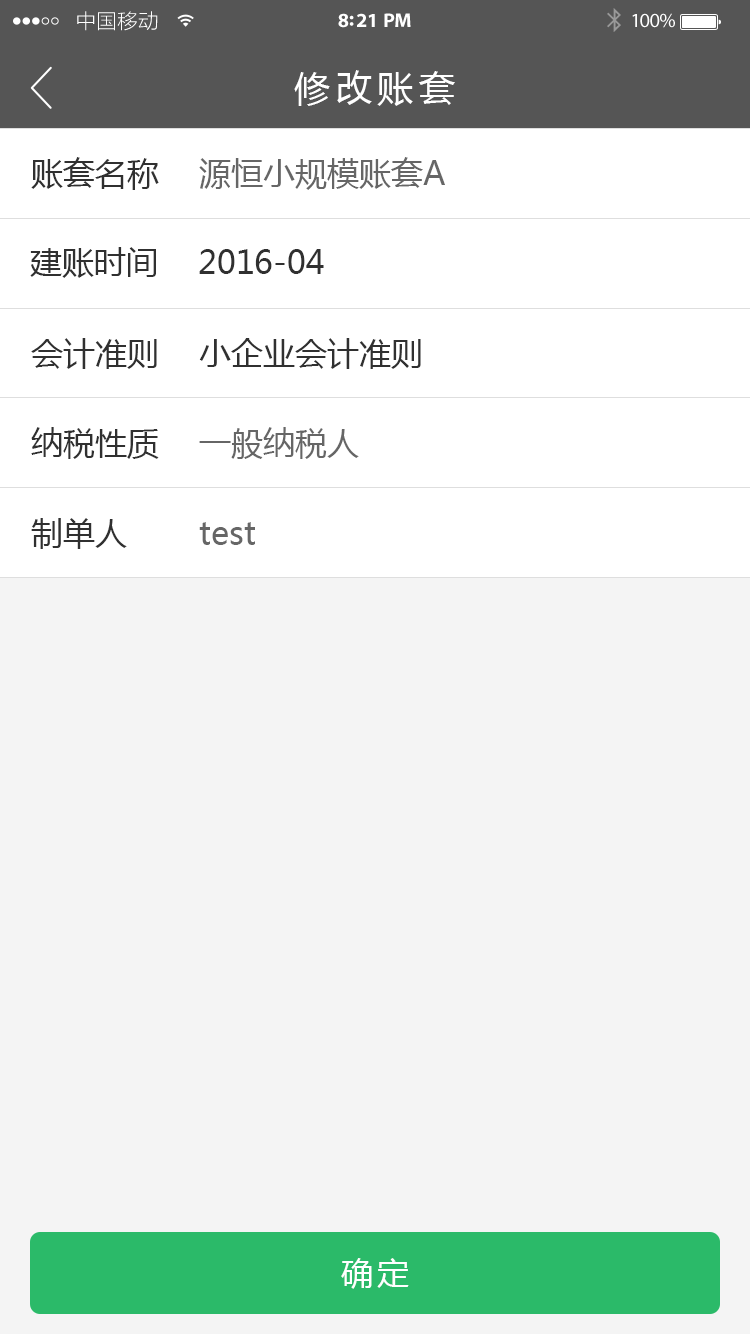 中国移动 8:21 PM 100%
修改账套
账套名称 源恒小规模账套A
建账时间 2016-04
会计准则 小企业会计准则
纳税性质 一般纳税人
制单人 test
确定